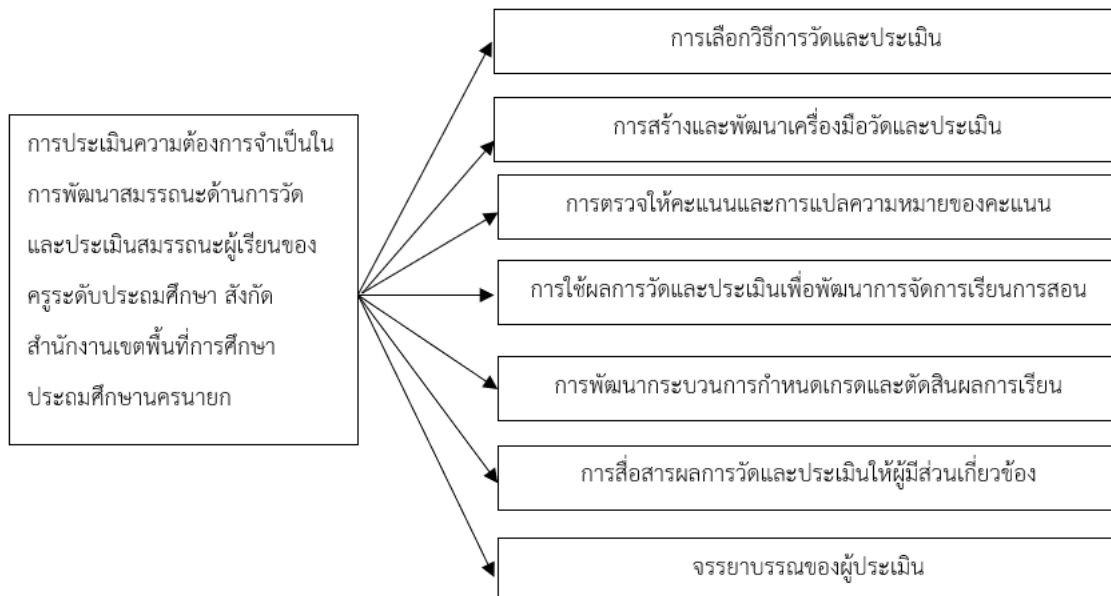 การประเมินความต้องการจำเป็นใน
การพัฒนาสมรรถนะด้านการวัด
และประเมินสมรรถนะผู้เรียนของ
ครูระดับประถมศึกษา สังกัด
สำนักงานเขตพื้นที่การศึกษา
ประถมศึกษานครนายก
การเลือกวิธีการวัดและประเมิน
การสร้างและพัฒนาเครื่องมือวัดและประเมิน
การตรวจให้คะแนนและการแปลความหมายของคะแนน
การใช้ผลการวัดและประเมินเพื่อพัฒนาการจัดการเรียนการสอน
การพัฒนากระบวนการกำหนดเกรดและตัดสินผลการเรียน
การสื่อสารผลการวัดและประเมินให้ผู้มีส่วนเกี่ยวข้อง
จรรยาบรรณของผู้ประเมิน